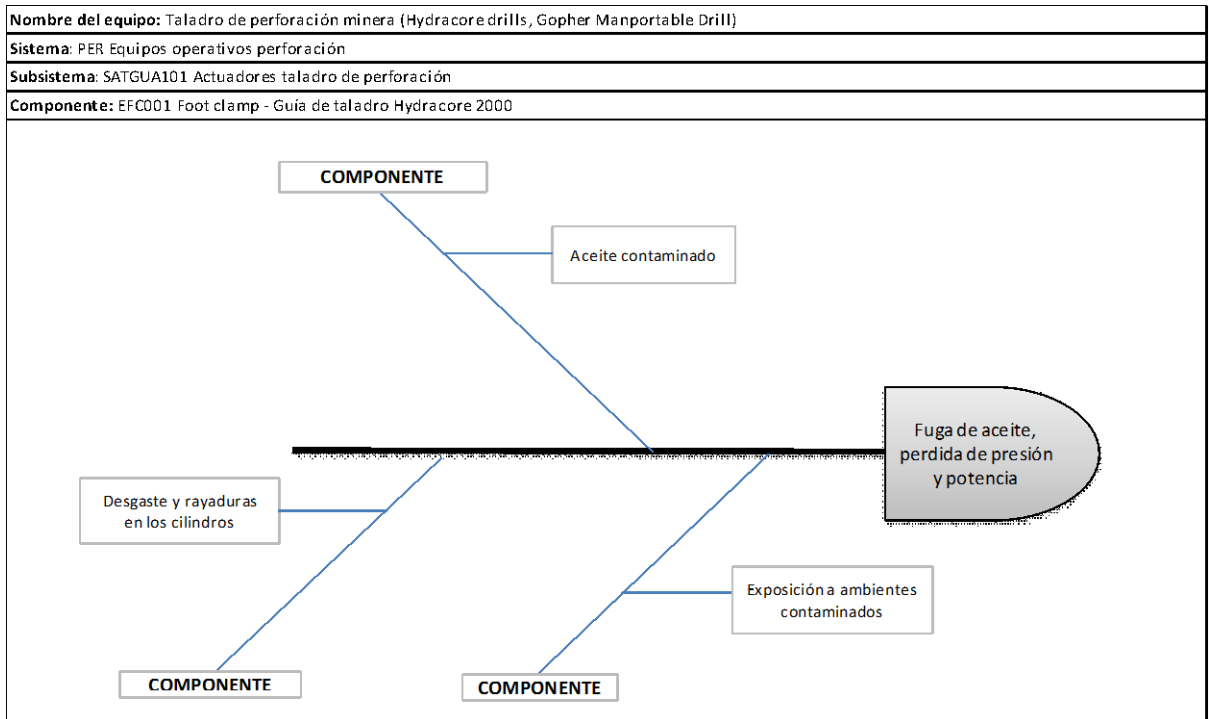 Nombre del equipo: Taladro de perforación minera (Hydracore drills, Gopher Manportable Drill)
Sistema: PER Equipos operativos perforación
Subsistema: SATGUA101 Actuadores taladro de perforación
Componente: EFC001 Foot clamp - Guía de taladro Hydracore 2000
COMPONENTE
Aceite contaminado
Fuga de aceite,
perdida de presión
y potencia
Desgaste y rayaduras
en los cilindros
Exposición a ambientes
contaminados
COMPONENTE
COMPONENTE